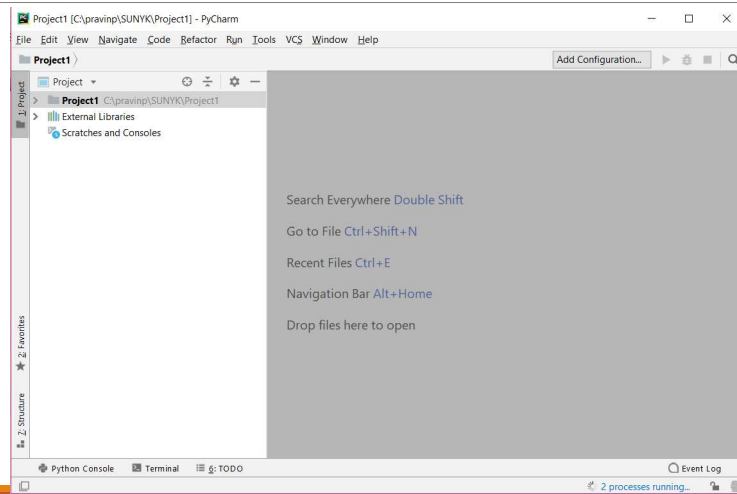 PC Project1 [C:\pravinp\SUNYK\Project1] - PyCharm
File Edit View Navigate Code Refactor Run Tools VCS Window Help
Project1 Add Configuration...
1: Project
Project
Project1 C:\pravinp\SUNYK\Project1
External Libraries
Scratches and Consoles
Search Everywhere Double Shift
Go to File Ctrl+Shift+N
Recent Files Ctrl+E
Navigation Bar Alt+Home
Drop files here to open
2: Favorites
7: Structure
Python Console Terminal 6: TODO Event Log
2 processes running...